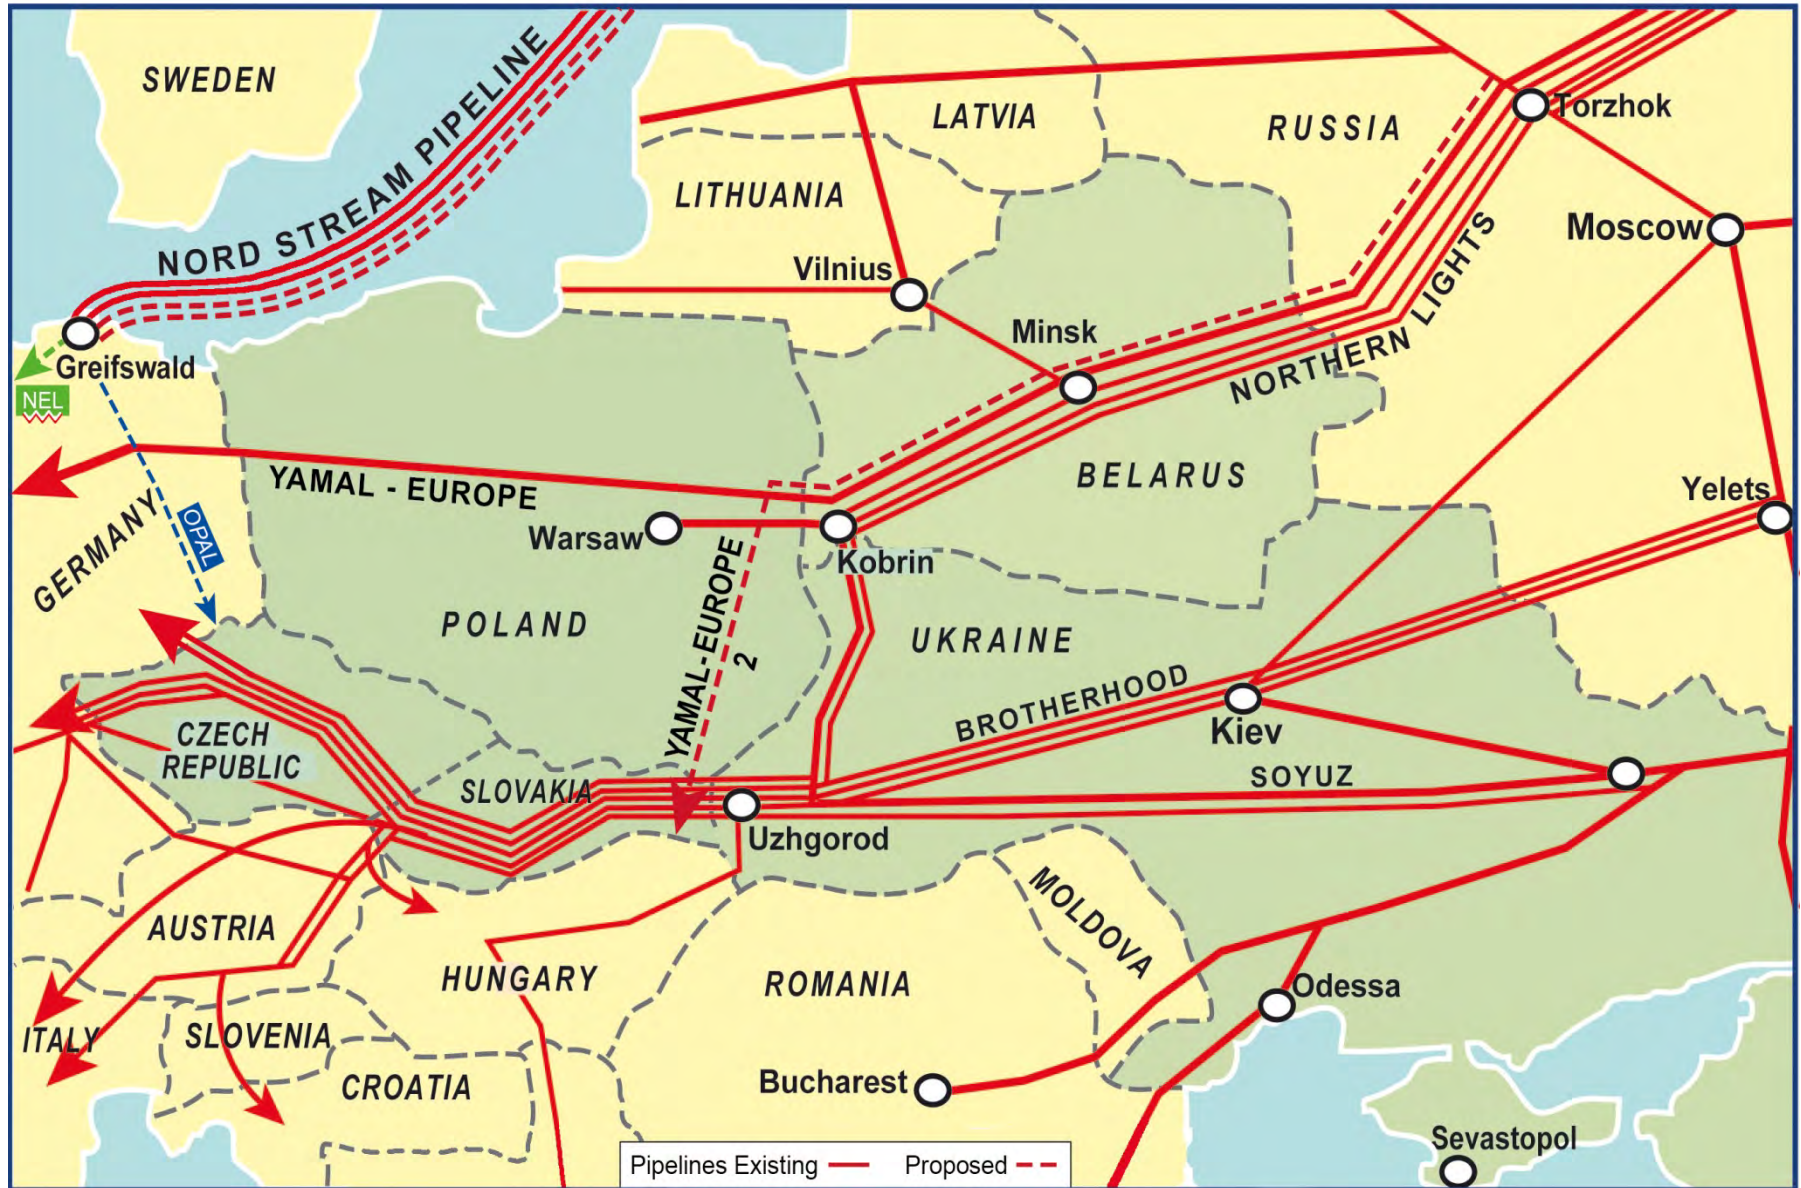 SWEDEN
NORD STREAM PIPELINE
LATVIA
RUSSIA
Torzhok
LITHUANIA
Moscow
Vilnius
Minsk
NORTHERN LIGHTS
Greifswald
NEL
YAMAL - EUROPE
BELARUS
Yelets
GERMANY
OPAL
Warsaw
Kobrin
POLAND
YAMAL-EUROPE
2
UKRAINE
BROTHERHOOD
Kiev
CZECH
REPUBLIC
SLOVAKIA
SOYUZ
Uzhgorod
MOLDOVA
AUSTRIA
HUNGARY
ROMANIA
Odessa
ITALY
SLOVENIA
CROATIA
Bucharest
Sevastopol
Pipelines Existing
Proposed